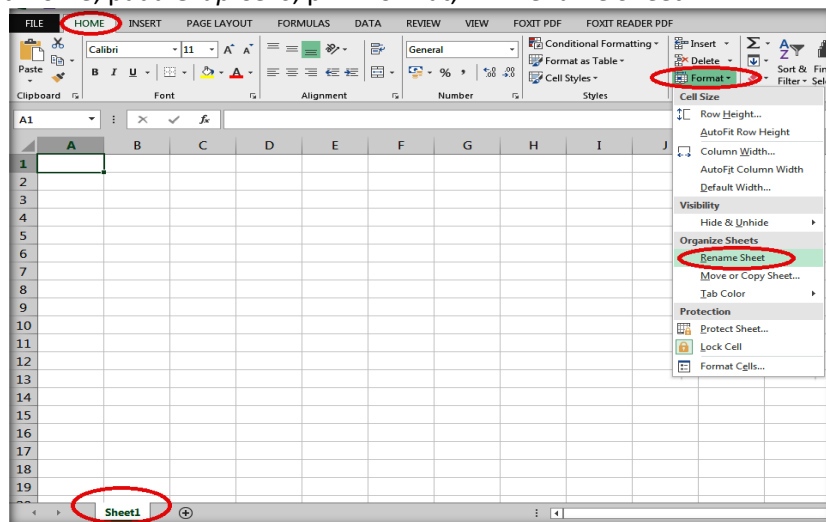 FILE HOME INSERT PAGE LAYOUT FORMULAS DATA REVIEW VIEW FOXIT PDF FOXIT READER PDF
Calibri 11 A A General Conditional Formatting Insert Σ
Paste B I U A % , Format as Table Delete Sort &
Cell Styles Format Filter
Clipboard Font Alignment Number Styles
Cell Size
A1 fx
Row Height...
AutoFit Row Height
A B C D E F G H I J
Column Width...
AutoFit Column Width
Default Width...
Visibility
Hide & Unhide
Organize Sheets
Rename Sheet
Move or Copy Sheet...
Tab Color
Protection
Protect Sheet...
Lock Cell
Format Cells...
1
2
3
4
5
6
7
8
9
10
11
12
13
14
15
16
17
18
19
Sheet1